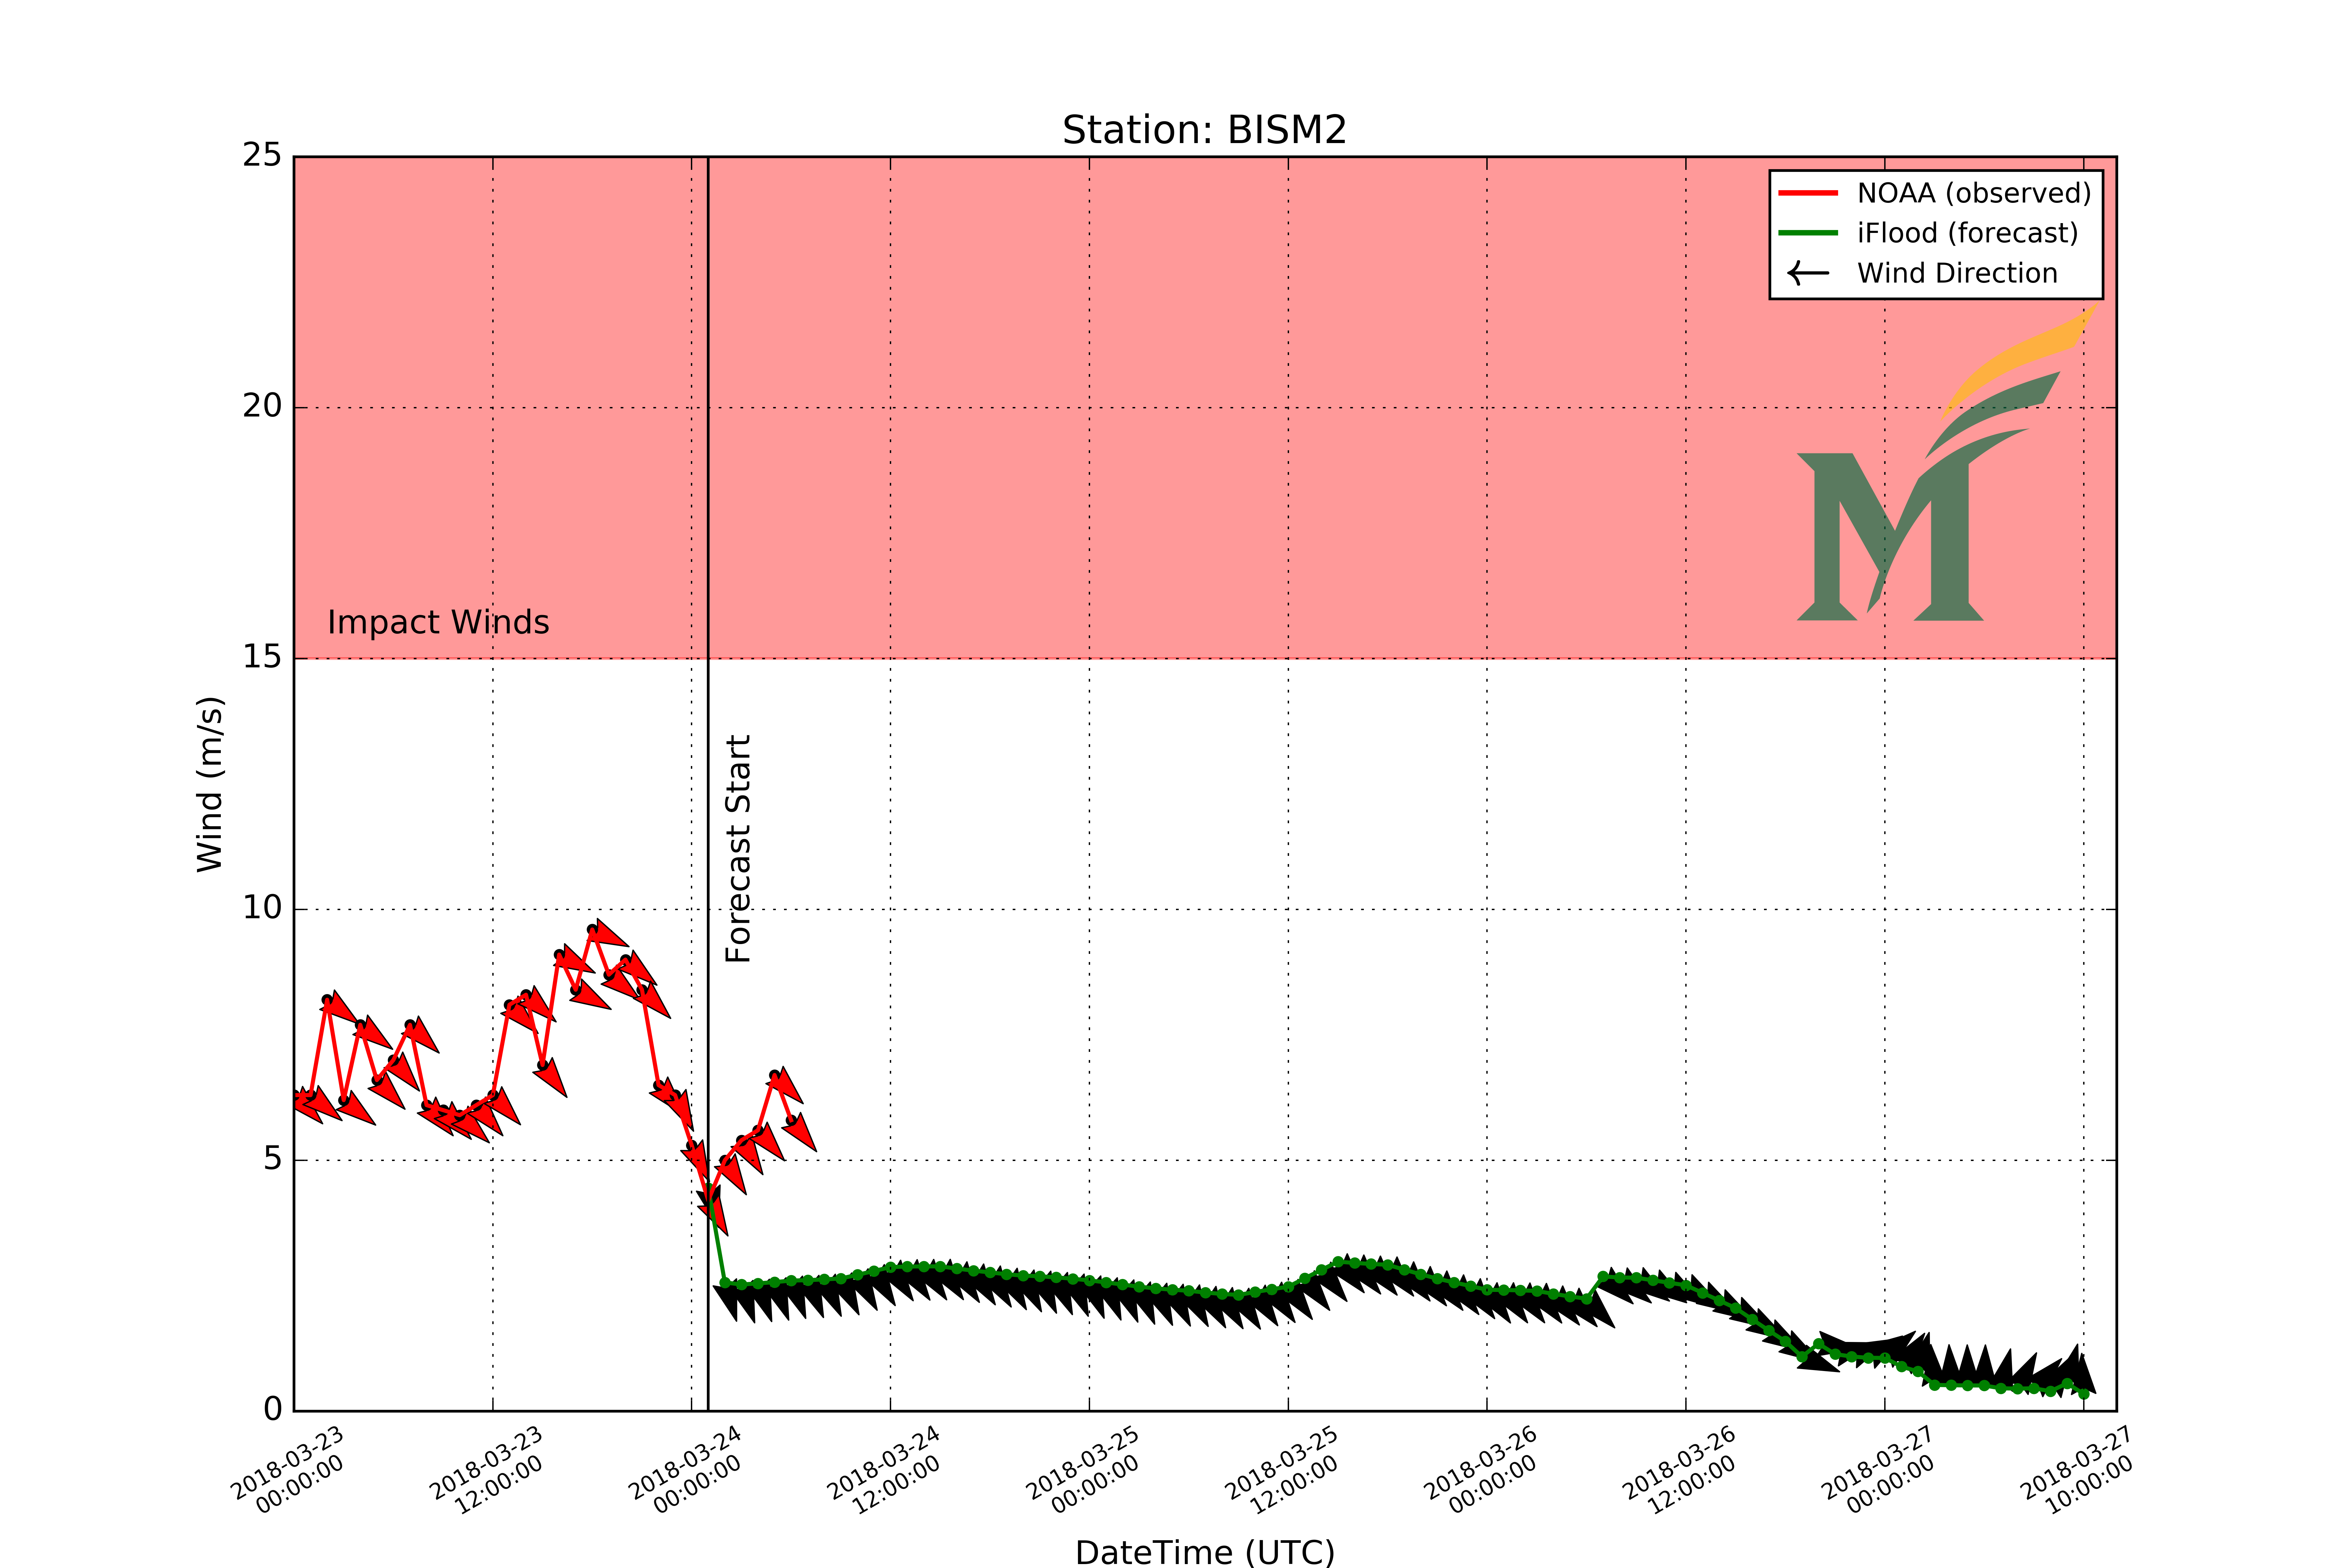 Station: BISM2
25
20
15
10
5
0
Wind (m/s)
NOAA (observed)
iFlood (forecast)
Wind Direction
Impact Winds
Forecast Start
M
2018-03-23
00:00:00
2018-03-23
12:00:00
2018-03-24
00:00:00
2018-03-24
12:00:00
2018-03-25
00:00:00
2018-03-25
12:00:00
2018-03-26
00:00:00
2018-03-26
12:00:00
2018-03-27
00:00:00
2018-03-27
10:00:00
DateTime (UTC)